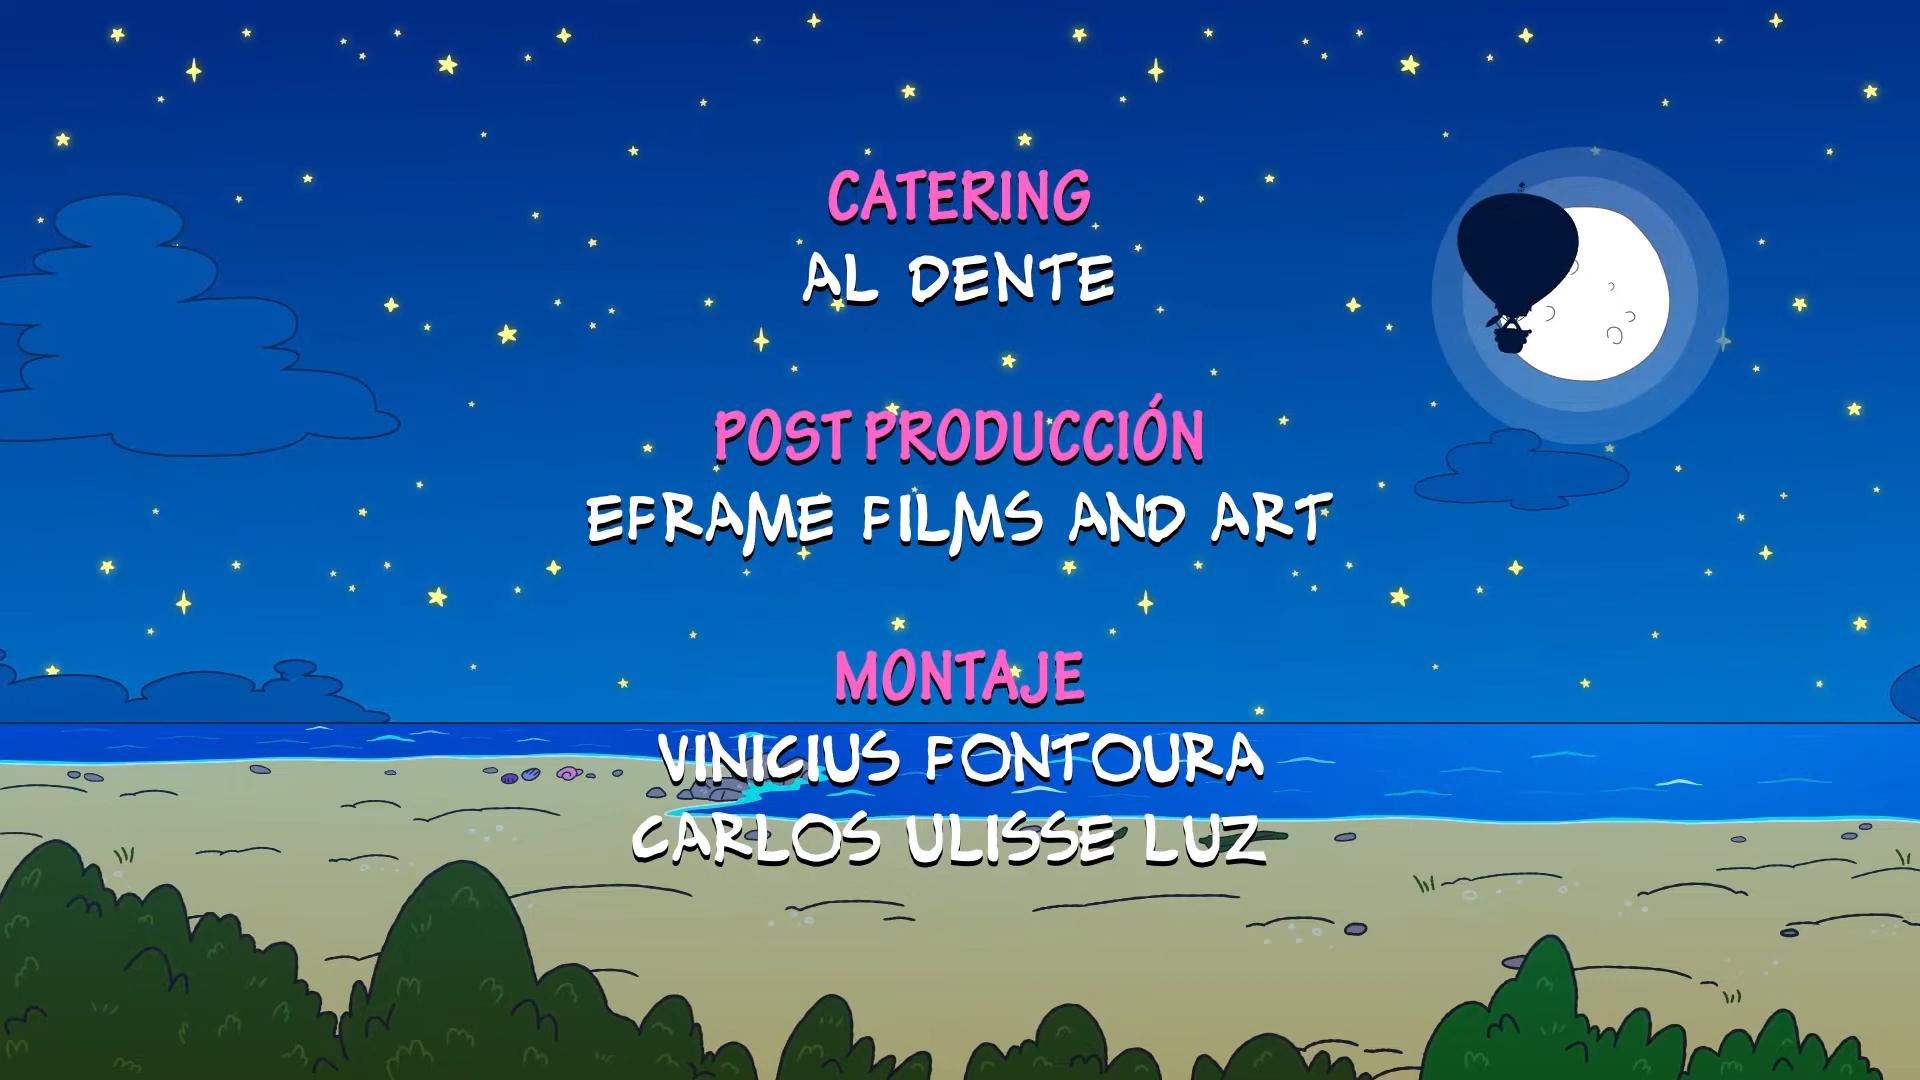 CATERING
AL DENTE
POST PRODUCCIÓN
EFRAME FILMS AND ART
MONTAJE
VINICIUS FONTOURA
CARLOS ULISSE LUZ